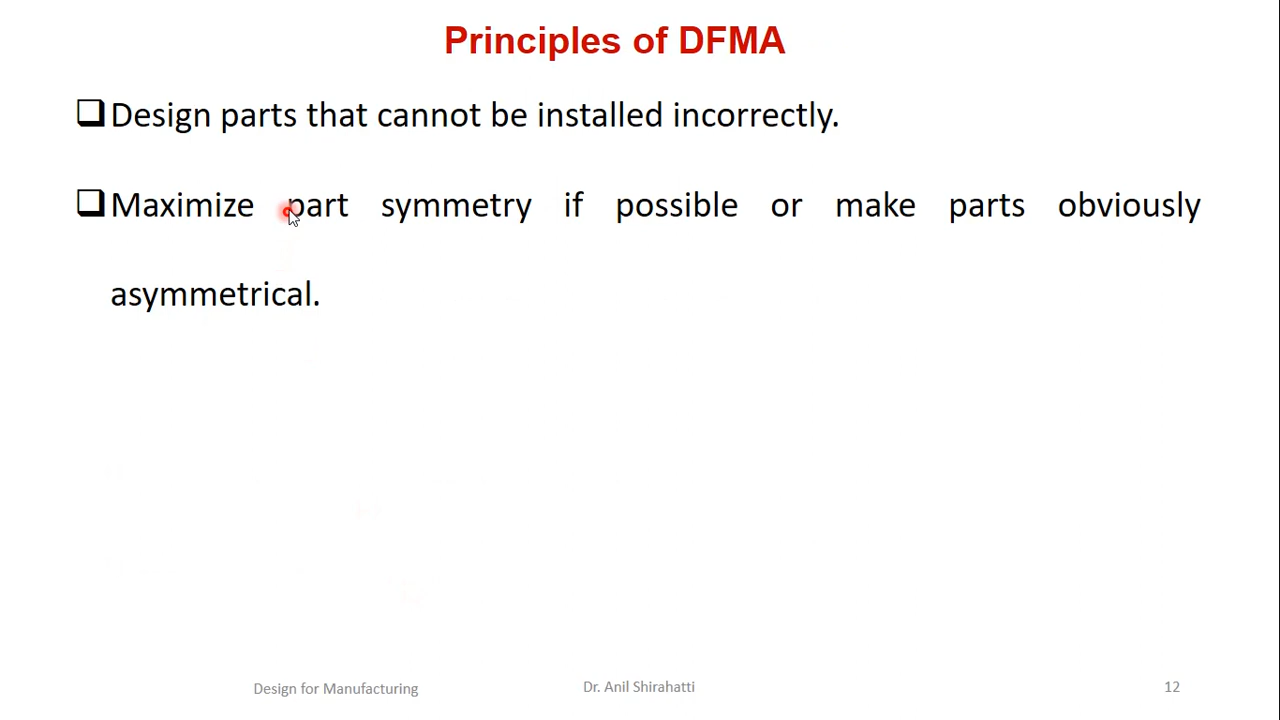 Principles of DFMA
Design parts that cannot be installed incorrectly.
Maximize part symmetry if possible or make parts obviously
asymmetrical.
Design for Manufacturing
Dr. Anil Shirahatti
12